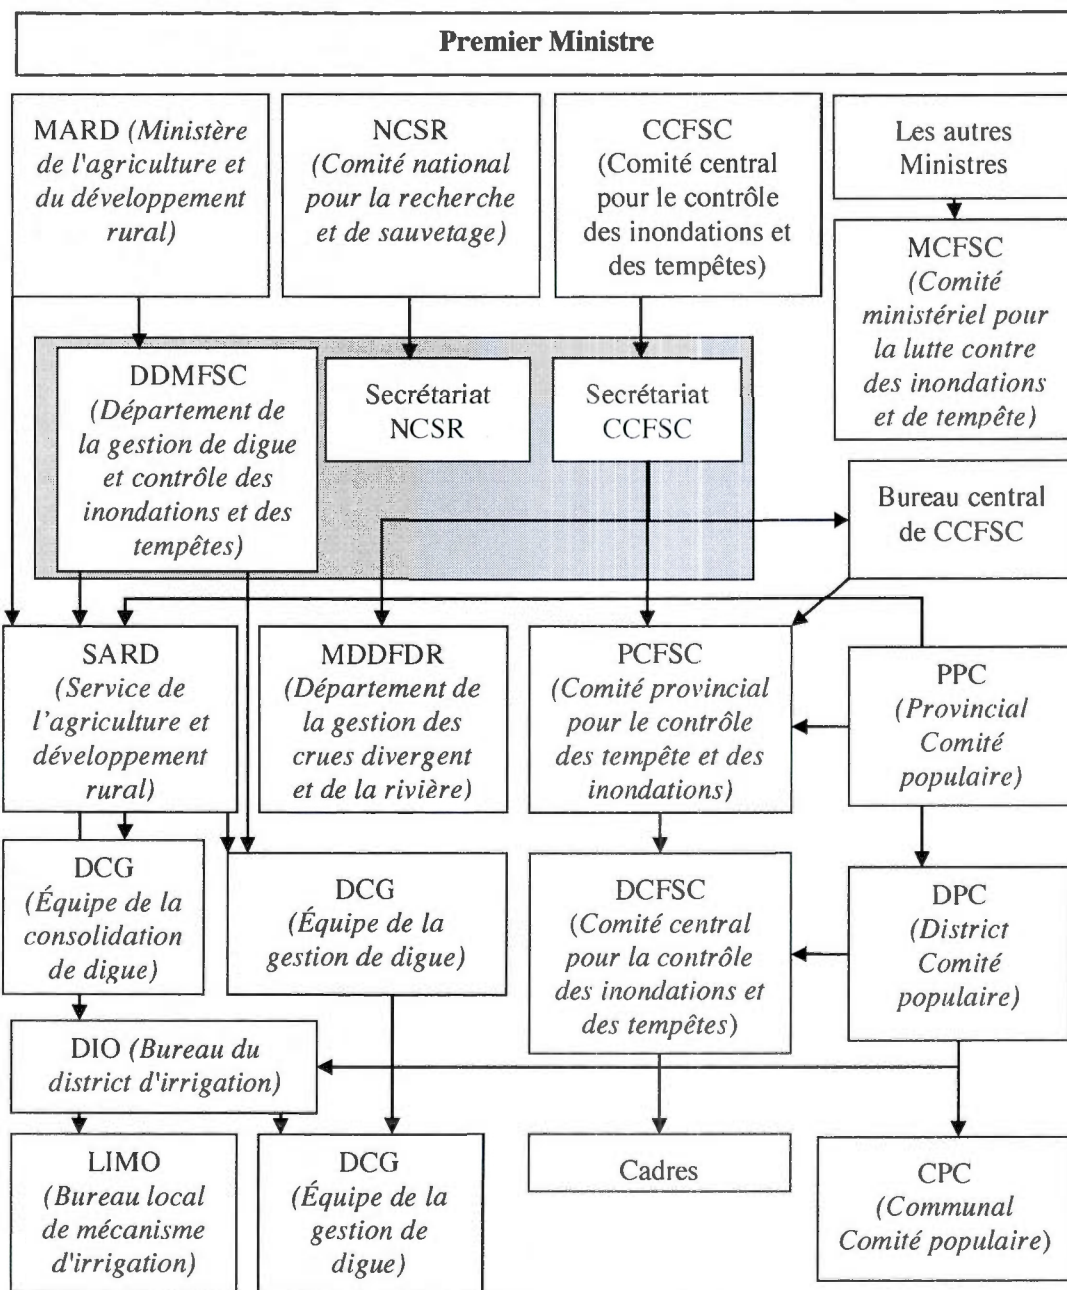 Premier Ministre
MARD (Ministère
de l'agriculture et
du développement
rural)
NCSR
(Comité national
pour la recherche
et de sauvetage)
CCFSC
(Comité central
pour le contrôle
des inondations et
des tempêtes)
Les autres
Ministres
MCFSC
(Comité
ministériel pour
la lutte contre
des inondations
et de tempête)
DDMFSC
(Département de
la gestion de digue
et contrôle des
inondations et des
tempêtes)
Secrétariat
NCSR
Secrétariat
CCFSC
Bureau central
de CCFSC
SARD
(Service de
l'agriculture et
développement
rural)
MDDFDR
(Département de
la gestion des
crues divergent
et de la rivière)
PCFSC
(Comité provincial
pour le contrôle
des tempête et des
inondations)
PPC
(Provincial
Comité
populaire)
DCG
(Équipe de la
consolidation
de digue)
DCG
(Équipe de la
gestion de digue)
DCFSC
(Comité central
pour la contrôle
des inondations et
des tempêtes)
DPC
(District
Comité
populaire)
DIO (Bureau du
district d'irrigation)
LIMO
(Bureau local
de mécanisme
d'irrigation)
DCG
(Équipe de la
gestion de
digue)
Cadres
CPC
(Communal
Comité populaire)